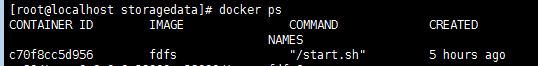 [root@localhost storagedata]# docker ps
CONTAINER ID IMAGE COMMAND CREATED
NAMES
c70f8cc5d956 fdfs "/start.sh" 5 hours ago